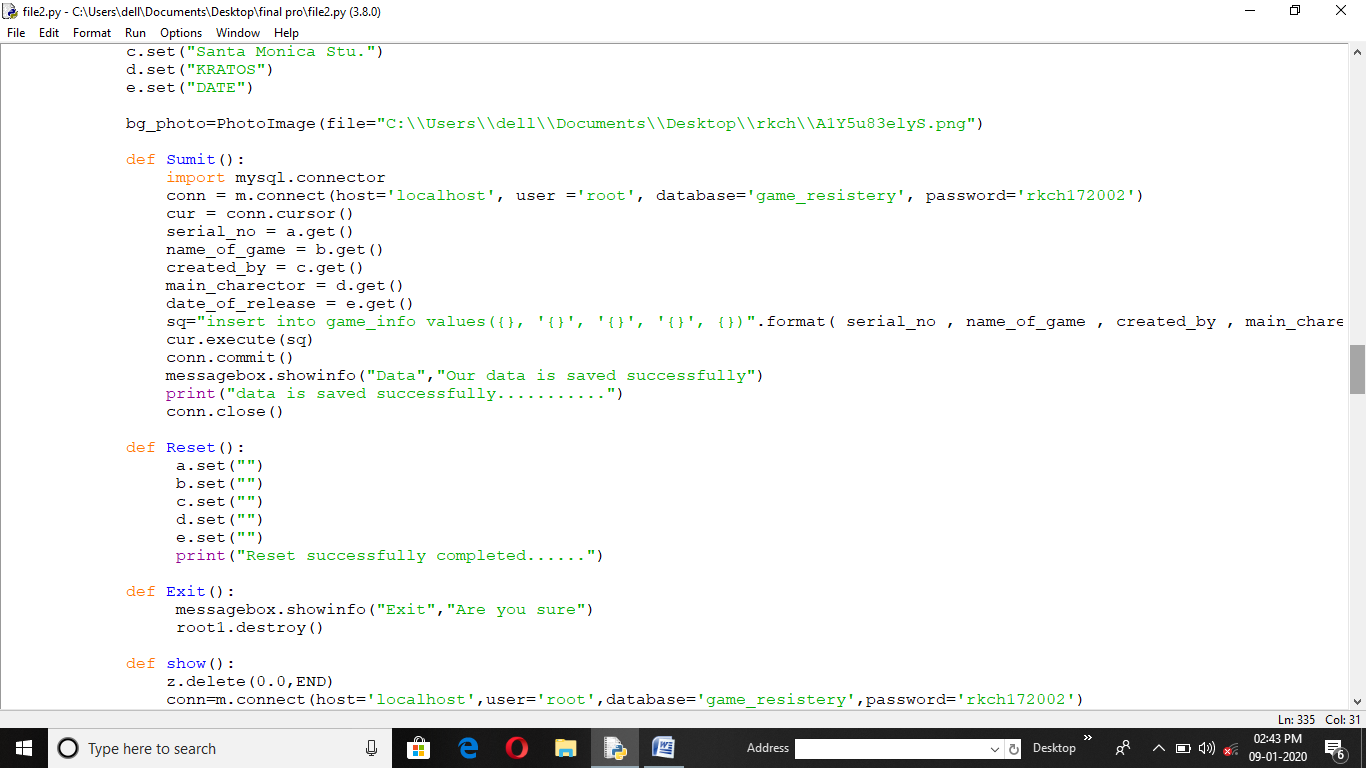 file2.py - C:\Users\dell\Documents\Desktop\final pro\file2.py (3.8.0)
File Edit Format Run Options Window Help
c.set("Santa Monica Stu.")
d.set("KRATOS")
e.set("DATE")
bg_photo=PhotoImage(file="C:\\Users\\dell\\Documents\\Desktop\\rkch\\A1Y5u83elyS.png")
def Sumit():
import mysql.connector
conn = m.connect(host='localhost', user ='root', database='game_resistery', password='rkch172002')
cur = conn.cursor()
serial_no = a.get()
name_of_game = b.get()
created_by = c.get()
main_charector = d.get()
date_of_release = e.get()
sq="insert into game_info values({}, '{}', '{}', '{}', {})".format( serial_no , name_of_game , created_by , main_chare
cur.execute(sq)
conn.commit()
messagebox.showinfo("Data","Our data is saved successfully")
print("data is saved successfully...........")
conn.close()
def Reset():
a.set("")
b.set("")
c.set("")
d.set("")
e.set("")
print("Reset successfully completed......")
def Exit():
messagebox.showinfo("Exit","Are you sure")
root1.destroy()
def show():
z.delete(0.0,END)
conn=m.connect(host='localhost',user='root',database='game_resistery',password='rkch172002')
Ln: 335 Col: 31
Type here to search
Address
Desktop
02:43 PM
09-01-2020
6